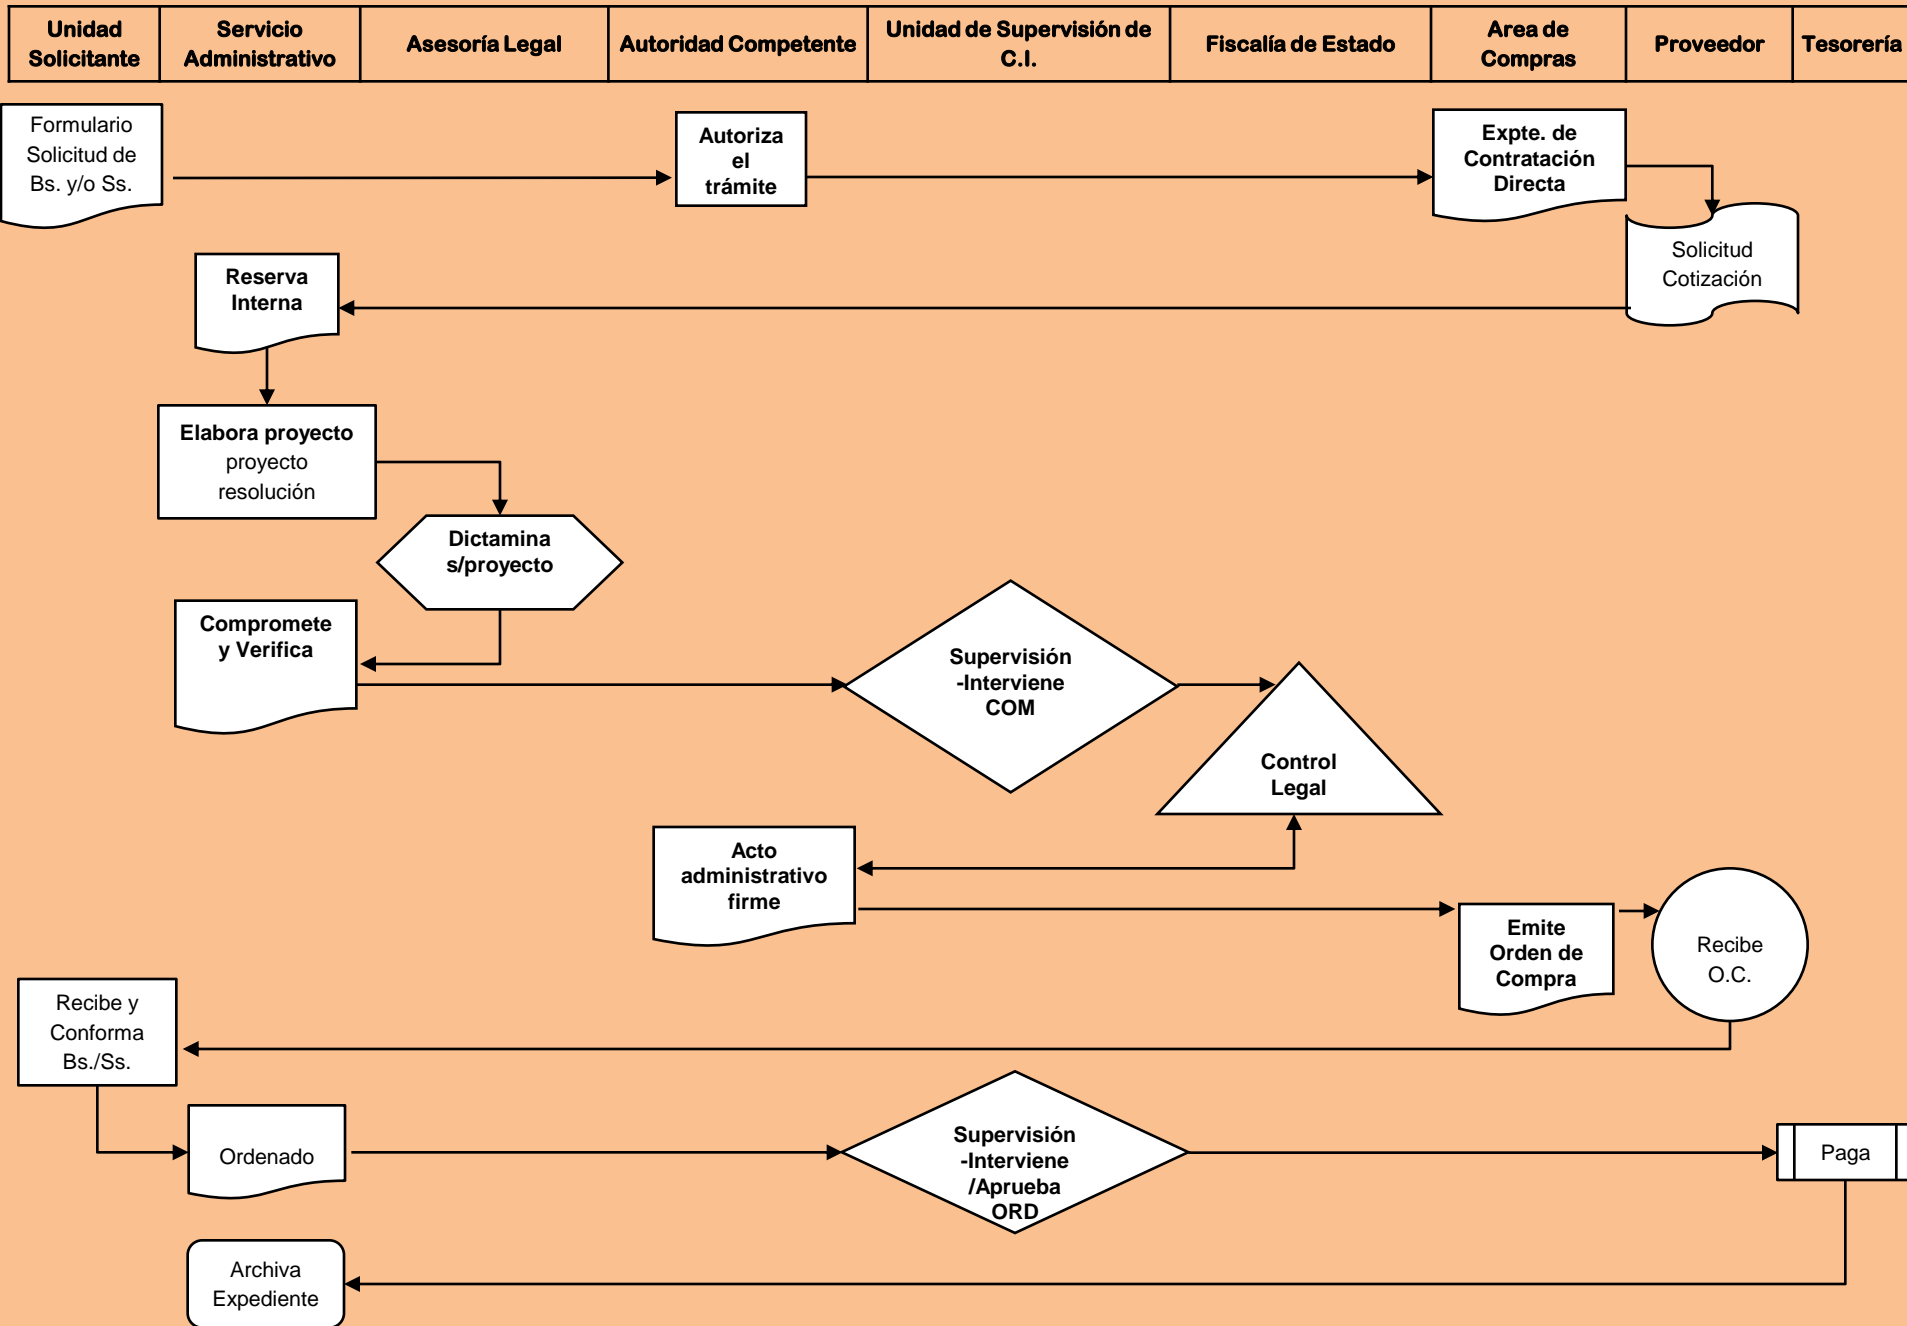 Unidad
Solicitante
Servicio
Administrativo
Asesoría Legal
Autoridad Competente
Unidad de Supervisión de
C.I.
Fiscalía de Estado
Area de
Compras
Proveedor
Tesorería
Formulario
Solicitud de
Bs. y/o Ss.
Autoriza
el
trámite
Expte. de
Contratación
Directa
Solicitud
Cotización
Reserva
Interna
Elabora proyecto
proyecto
resolución
Dictamina
s/proyecto
Compromete
y Verifica
Supervisión
-Interviene
COM
Control
Legal
Acto
administrativo
firme
Emite
Orden de
Compra
Recibe
O.C.
Recibe y
Conforma
Bs./Ss.
Ordenado
Supervisión
-Interviene
/Aprueba
ORD
Paga
Archiva
Expediente